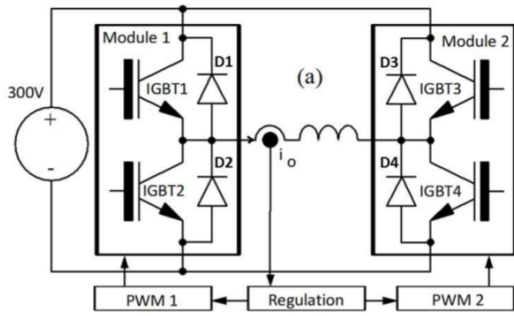 Module 1
Module 2
D1
(a)
D3
300V
IGBT1
IGBT3
+
-
D2
i o
D4
IGBT2
IGBT4
PWM 1
Regulation
PWM 2